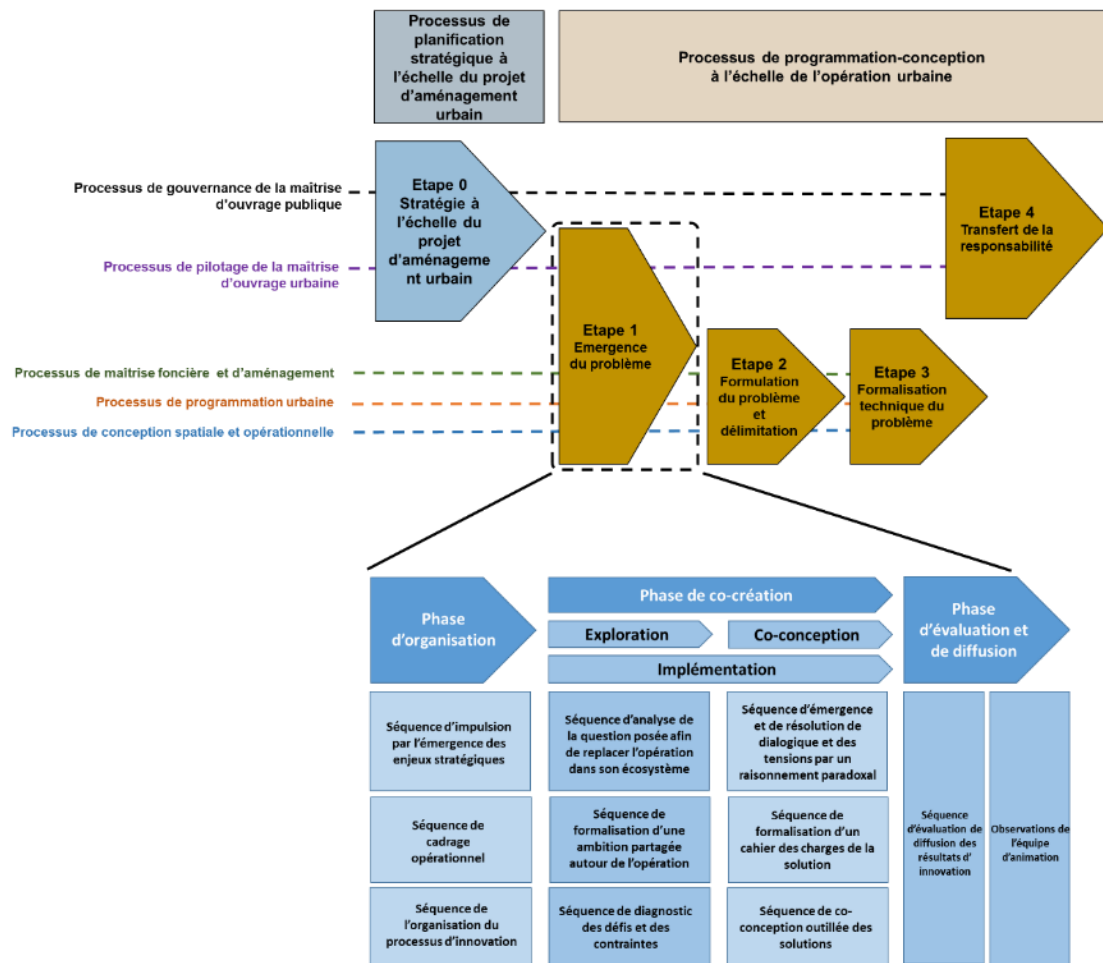 Processus de
planification
stratégique à
l'échelle du projet
d'aménagement
urbain
Processus de programmation-conception
à l'échelle de l'opération urbaine
Processus de gouvernance de la maîtrise
d'ouvrage publique
Processus de pilotage de la maîtrise
d'ouvrage urbaine
Processus de maîtrise foncière et d'aménagement
Processus de programmation urbaine
Processus de conception spatiale et opérationnelle
Etape 0
Stratégie à
l'échelle du
projet
d'aménageme
nt urbain
Etape 1
Emergence
du problème
Etape 2
Formulation
du problème
et
délimitation
Etape 3
Formalisation
technique du
problème
Etape 4
Transfert de la
responsabilité
Phase
d'organisation
Phase de co-création
Exploration
Co-conception
Implémentation
Phase
d'évaluation et
de diffusion
Séquence d'impulsion
par l'émergence des
enjeux stratégiques
Séquence de
cadrage
opérationnel
Séquence de
l'organisation du
processus d'innovation
Séquence d'analyse de
la question posée afin
de replacer l'opération
dans son écosystème
Séquence de
formalisation d'une
ambition partagée
autour de l'opération
Séquence de diagnostic
des défis et des
contraintes
Séquence d'émergence
et de résolution de
dialogique et des
tensions par un
raisonnement paradoxal
Séquence de
formalisation d'un
cahier des charges de la
solution
Séquence de co-
conception outillée des
solutions
Séquence
d'évaluation de
diffusion des
résultats d'
innovation
Observations de
l'équipe
d'animation